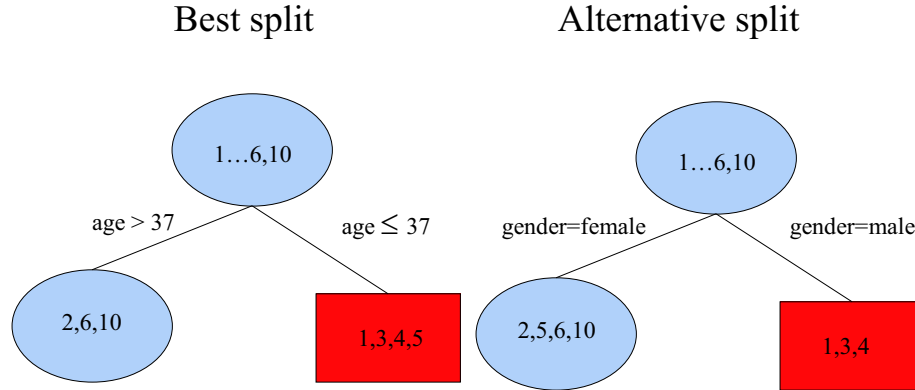 Best split
Alternative split
1…6,10
1…6,10
age > 37
age ≤ 37
gender=female
gender=male
2,6,10
1,3,4,5
2,5,6,10
1,3,4